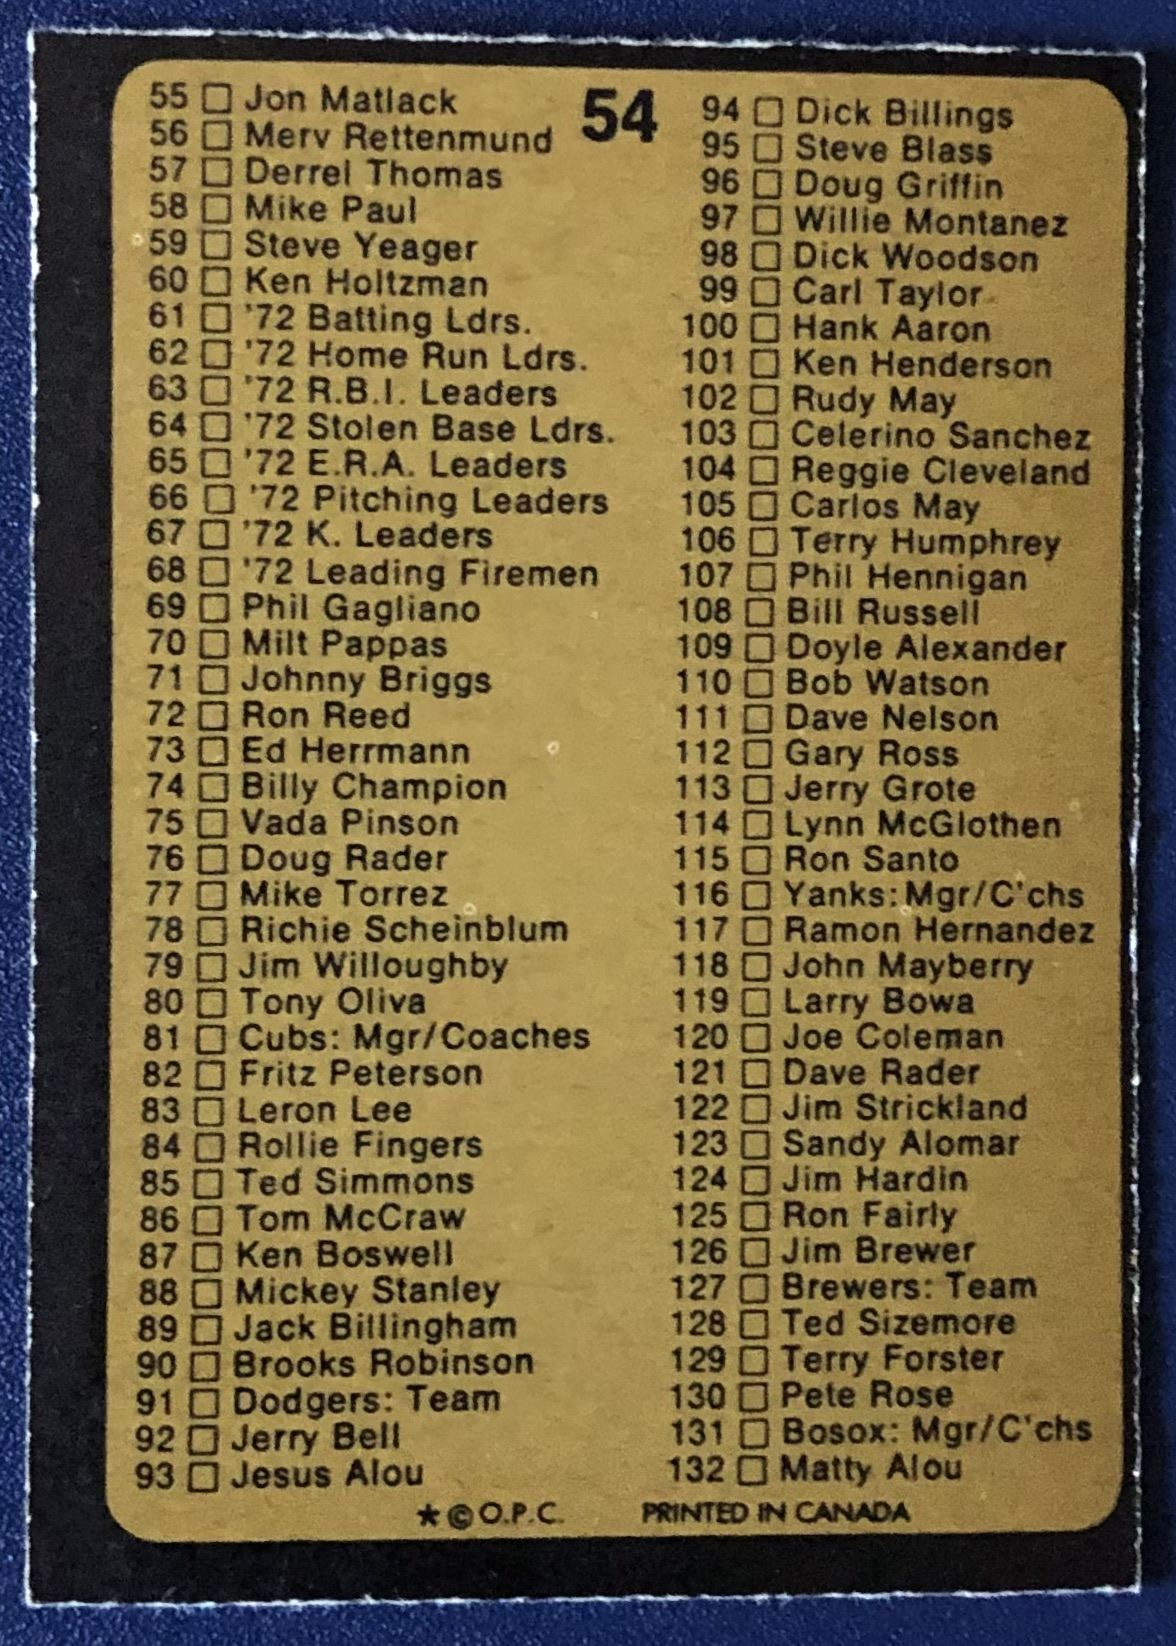 54
55 Jon Matlack
56 Merv Rettenmund
57 Derrel Thomas
58 Mike Paul
59 Steve Yeager
60 Ken Holtzman
61 '72 Batting Ldrs.
62 '72 Home Run Ldrs.
63 '72 R.B.I. Leaders
64 '72 Stolen Base Ldrs.
65 '72 E.R.A. Leaders
66 '72 Pitching Leaders
67 '72 K. Leaders
68 '72 Leading Firemen
69 Phil Gagliano
70 Milt Pappas
71 Johnny Briggs
72 Ron Reed
73 Ed Herrmann
74 Billy Champion
75 Vada Pinson
76 Doug Rader
77 Mike Torrez
78 Richie Scheinblum
79 Jim Willoughby
80 Tony Oliva
81 Cubs: Mgr/Coaches
82 Fritz Peterson
83 Leron Lee
84 Rollie Fingers
85 Ted Simmons
86 Tom McCraw
87 Ken Boswell
88 Mickey Stanley
89 Jack Billingham
90 Brooks Robinson
91 Dodgers: Team
92 Jerry Bell
93 Jesus Alou
94 Dick Billings
95 Steve Blass
96 Doug Griffin
97 Willie Montanez
98 Dick Woodson
99 Carl Taylor
100 Hank Aaron
101 Ken Henderson
102 Rudy May
103 Celerino Sanchez
104 Reggie Cleveland
105 Carlos May
106 Terry Humphrey
107 Phil Hennigan
108 Bill Russell
109 Doyle Alexander
110 Bob Watson
111 Dave Nelson
112 Gary Ross
113 Jerry Grote
114 Lynn McGlothen
115 Ron Santo
116 Yanks: Mgr/C'chs
117 Ramon Hernandez
118 John Mayberry
119 Larry Bowa
120 Joe Coleman
121 Dave Rader
122 Jim Strickland
123 Sandy Alomar
124 Jim Hardin
125 Ron Fairly
126 Jim Brewer
127 Brewers: Team
128 Ted Sizemore
129 Terry Forster
130 Pete Rose
131 Bosox: Mgr/C'chs
132 Matty Alou
★ © O.P.C. PRINTED IN CANADA